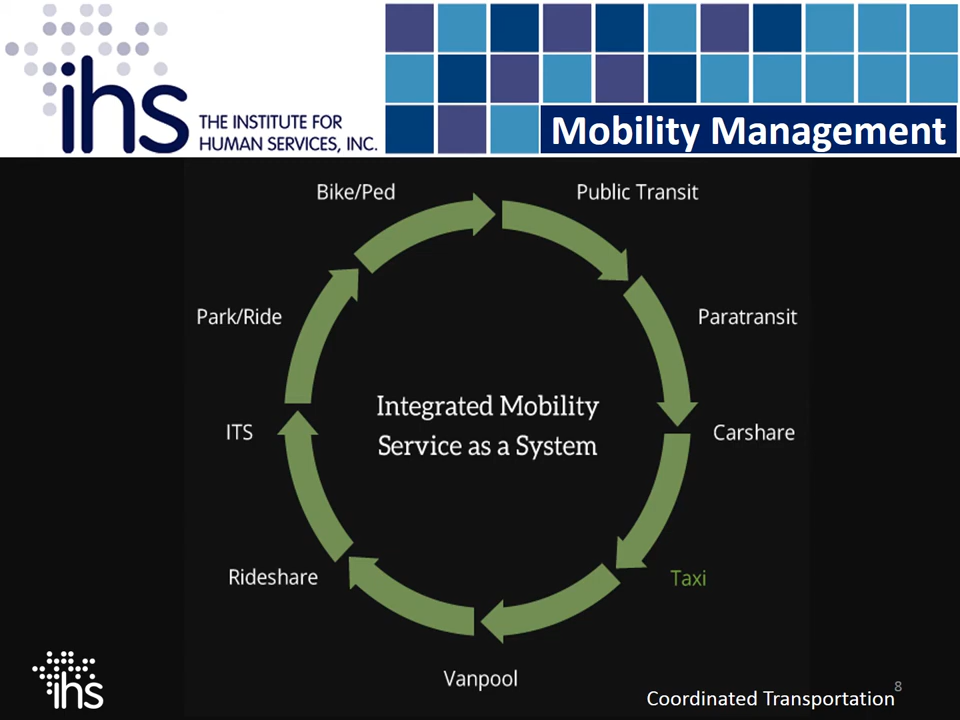 ihs
THE INSTITUTE FOR
HUMAN SERVICES, INC.
Mobility Management
Bike/Ped
Public Transit
Park/Ride
Paratransit
Integrated Mobility
Service as a System
ITS
Carshare
Rideshare
Taxi
Vanpool
ihs
Coordinated Transportation
8